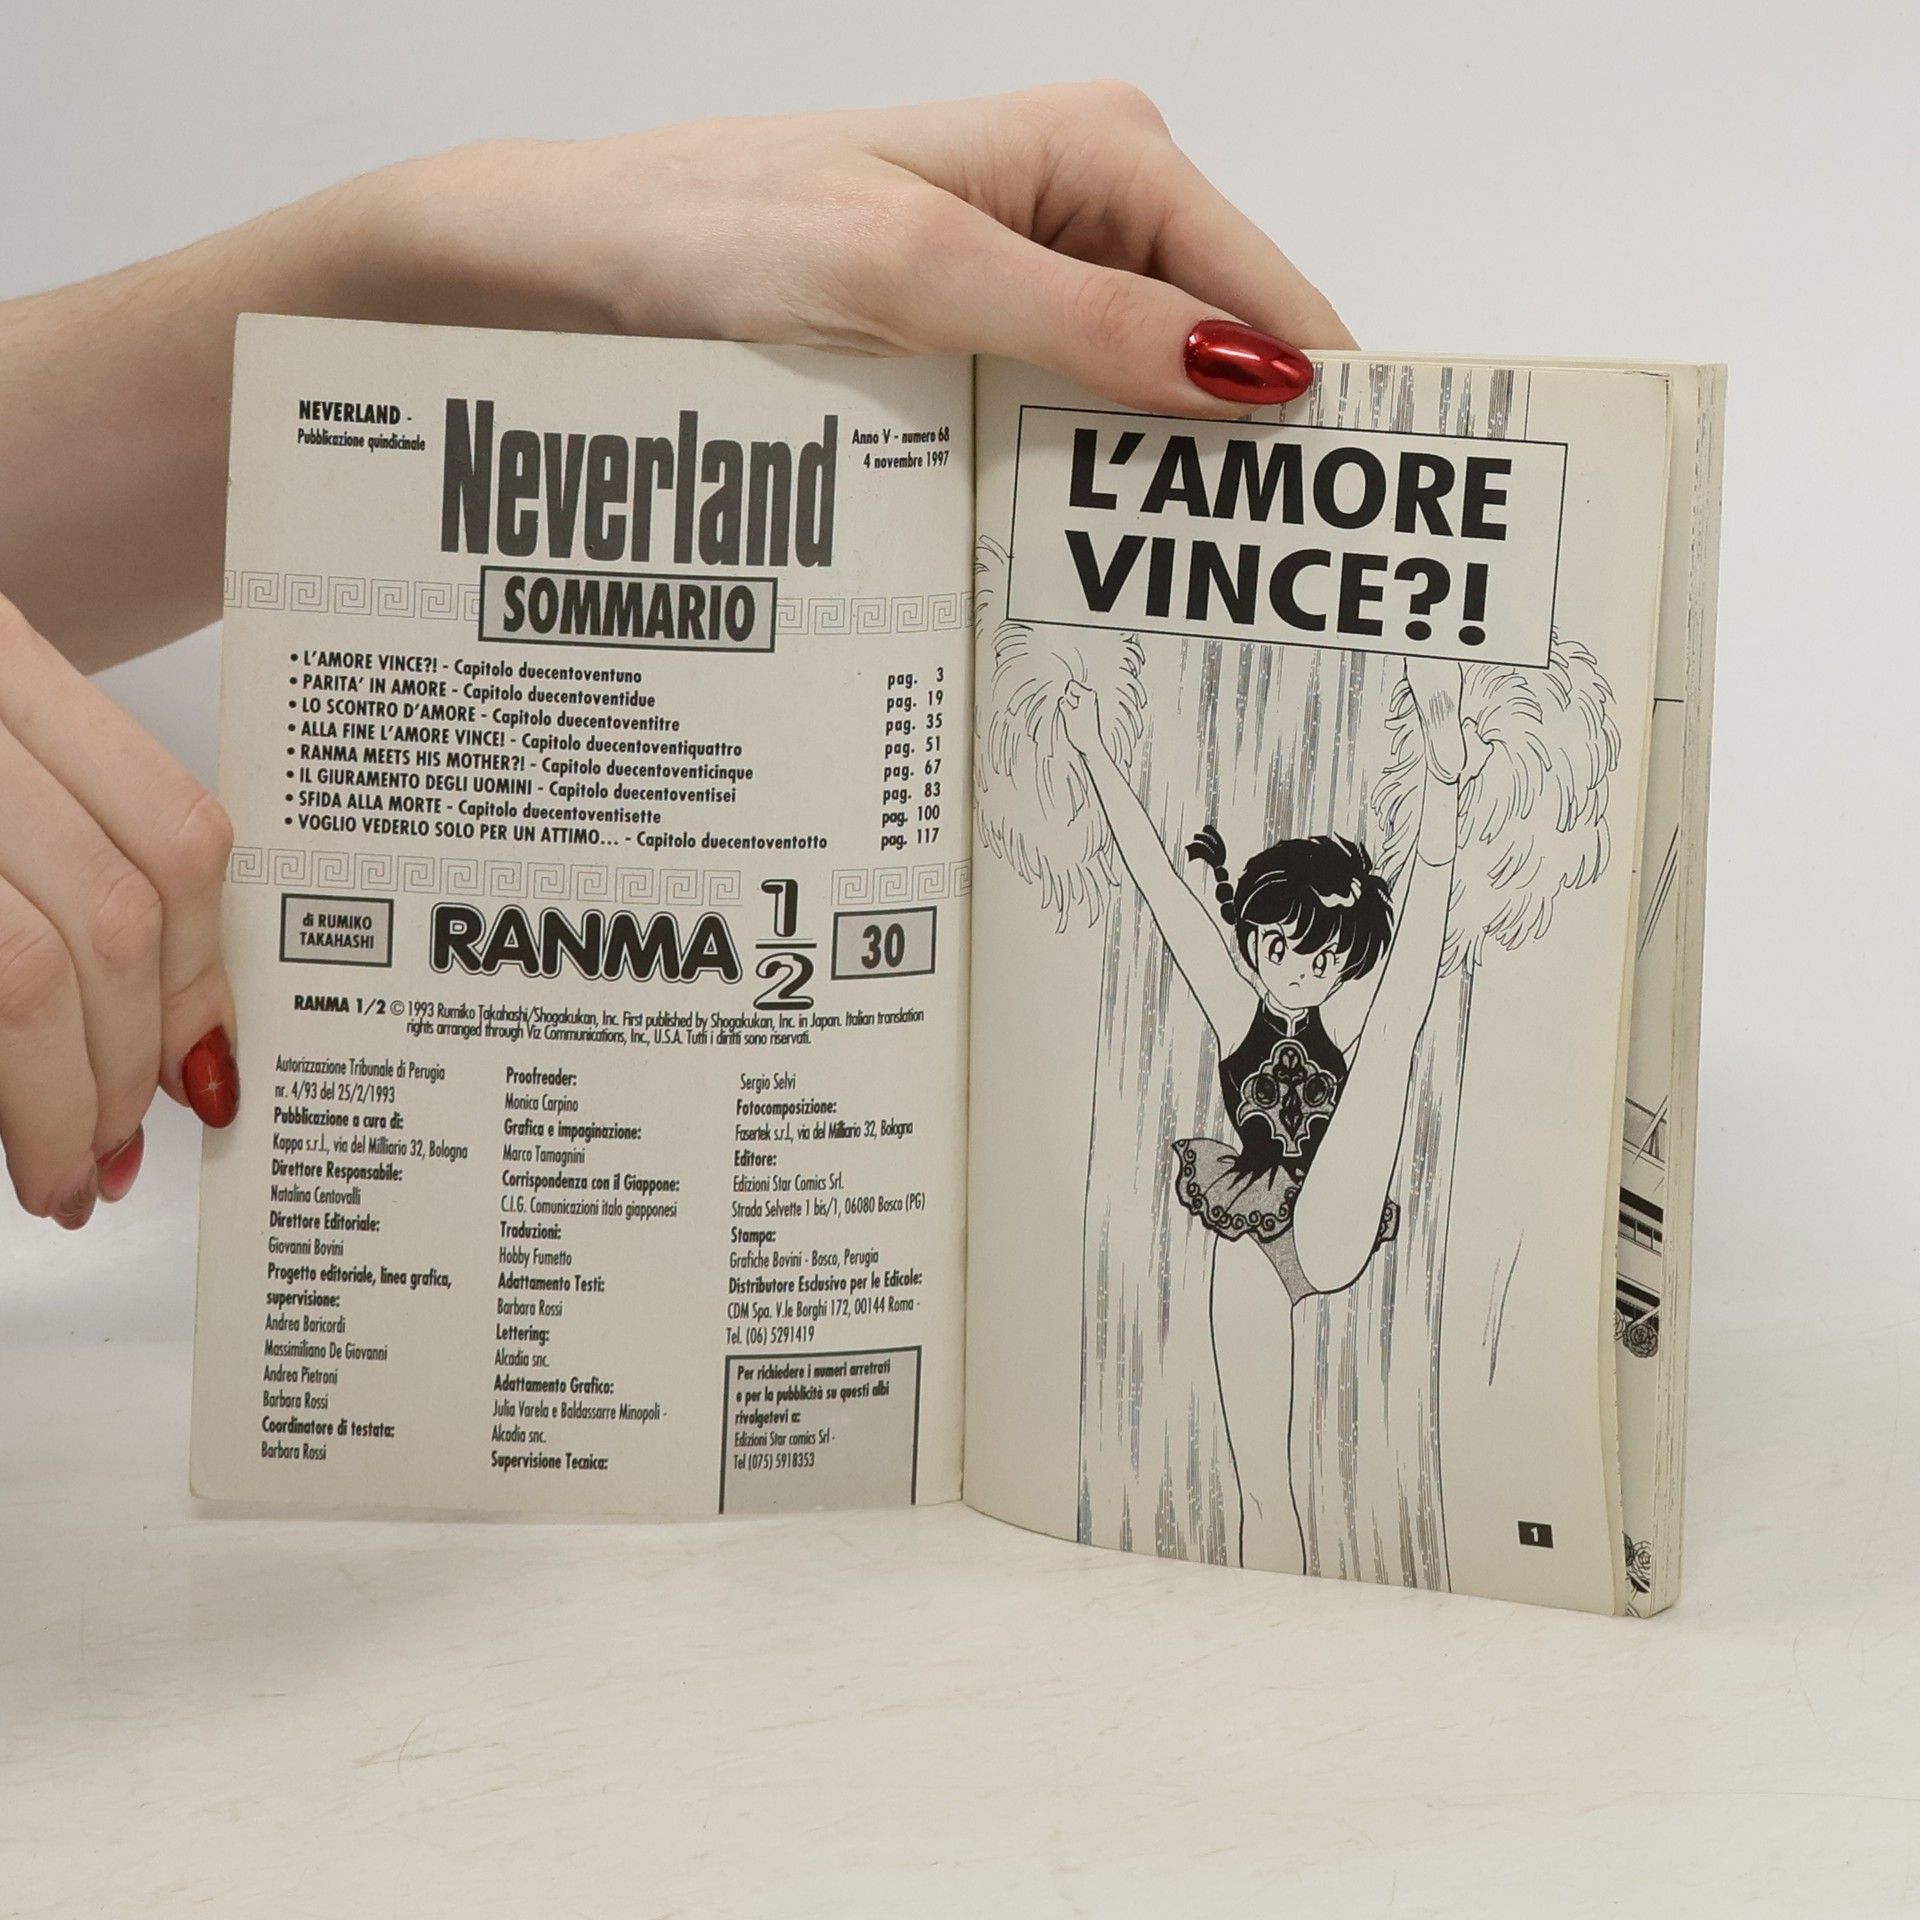 NEVERLAND -
Pubblicazione quindicinale
Neverland
Anno V - numero 68
4 novembre 1997
SOMMARIO
• L'AMORE VINCE?! - Capitolo duecentoventuno pag. 3
• PARITA' IN AMORE - Capitolo duecentoventidue pag. 19
• LO SCONTRO D'AMORE - Capitolo duecentoventitre pag. 35
• ALLA FINE L'AMORE VINCE! - Capitolo duecentoventiquattro pag. 51
• RANMA MEETS HIS MOTHER?! - Capitolo duecentoventicinque pag. 67
• IL GIURAMENTO DEGLI UOMINI - Capitolo duecentoventisei pag. 83
• SFIDA ALLA MORTE - Capitolo duecentoventisette pag. 100
• VOGLIO VEDERLO SOLO PER UN ATTIMO... - Capitolo duecentoventotto pag. 117
di RUMIKO
TAKAHASHI
RANMA 1/2
30
RANMA 1/2 © 1993 Rumiko Takahashi/Shogakukan, Inc. First published by Shogakukan, Inc. in Japan. Italian translation
rights arranged through Viz Communications, Inc., U.S.A. Tutti i diritti sono riservati.
Autorizzazione Tribunale di Perugia
nr. 4/93 del 25/2/1993
Pubblicazione a cura di:
Kappa s.r.l., via del Milliario 32, Bologna
Direttore Responsabile:
Natalina Centovalli
Direttore Editoriale:
Giovanni Bovini
Progetto editoriale, linea grafica,
supervisione:
Andrea Baricordi
Massimiliano De Giovanni
Andrea Pietroni
Barbara Rossi
Coordinatore di testata:
Barbara Rossi
Proofreader:
Monica Carpino
Grafica e impaginazione:
Marco Tamagnini
Corrispondenza con il Giappone:
C.I.G. Comunicazioni italo giapponesi
Traduzioni:
Hobby Fumetto
Adattamento Testi:
Barbara Rossi
Lettering:
Alcadia snc.
Adattamento Grafico:
Julia Varela e Baldassarre Minopoli -
Alcadia snc.
Supervisione Tecnica:
Sergio Selvi
Fotocomposizione:
Fasertek s.r.l., via del Milliario 32, Bologna
Editore:
Edizioni Star Comics Srl.
Strada Selvette 1 bis/1, 06080 Bosco (PG)
Stampa:
Grafiche Bovini - Bosco, Perugia
Distributore Esclusivo per le Edicole:
CDM Spa. V.le Borghi 172, 00144 Roma -
Tel. (06) 5291419
Per richiedere i numeri arretrati
e per la pubblicità su questi albi
rivolgetevi a:
Edizioni Star comics Srl -
Tel (075) 5918353
L'AMORE
VINCE?!
1